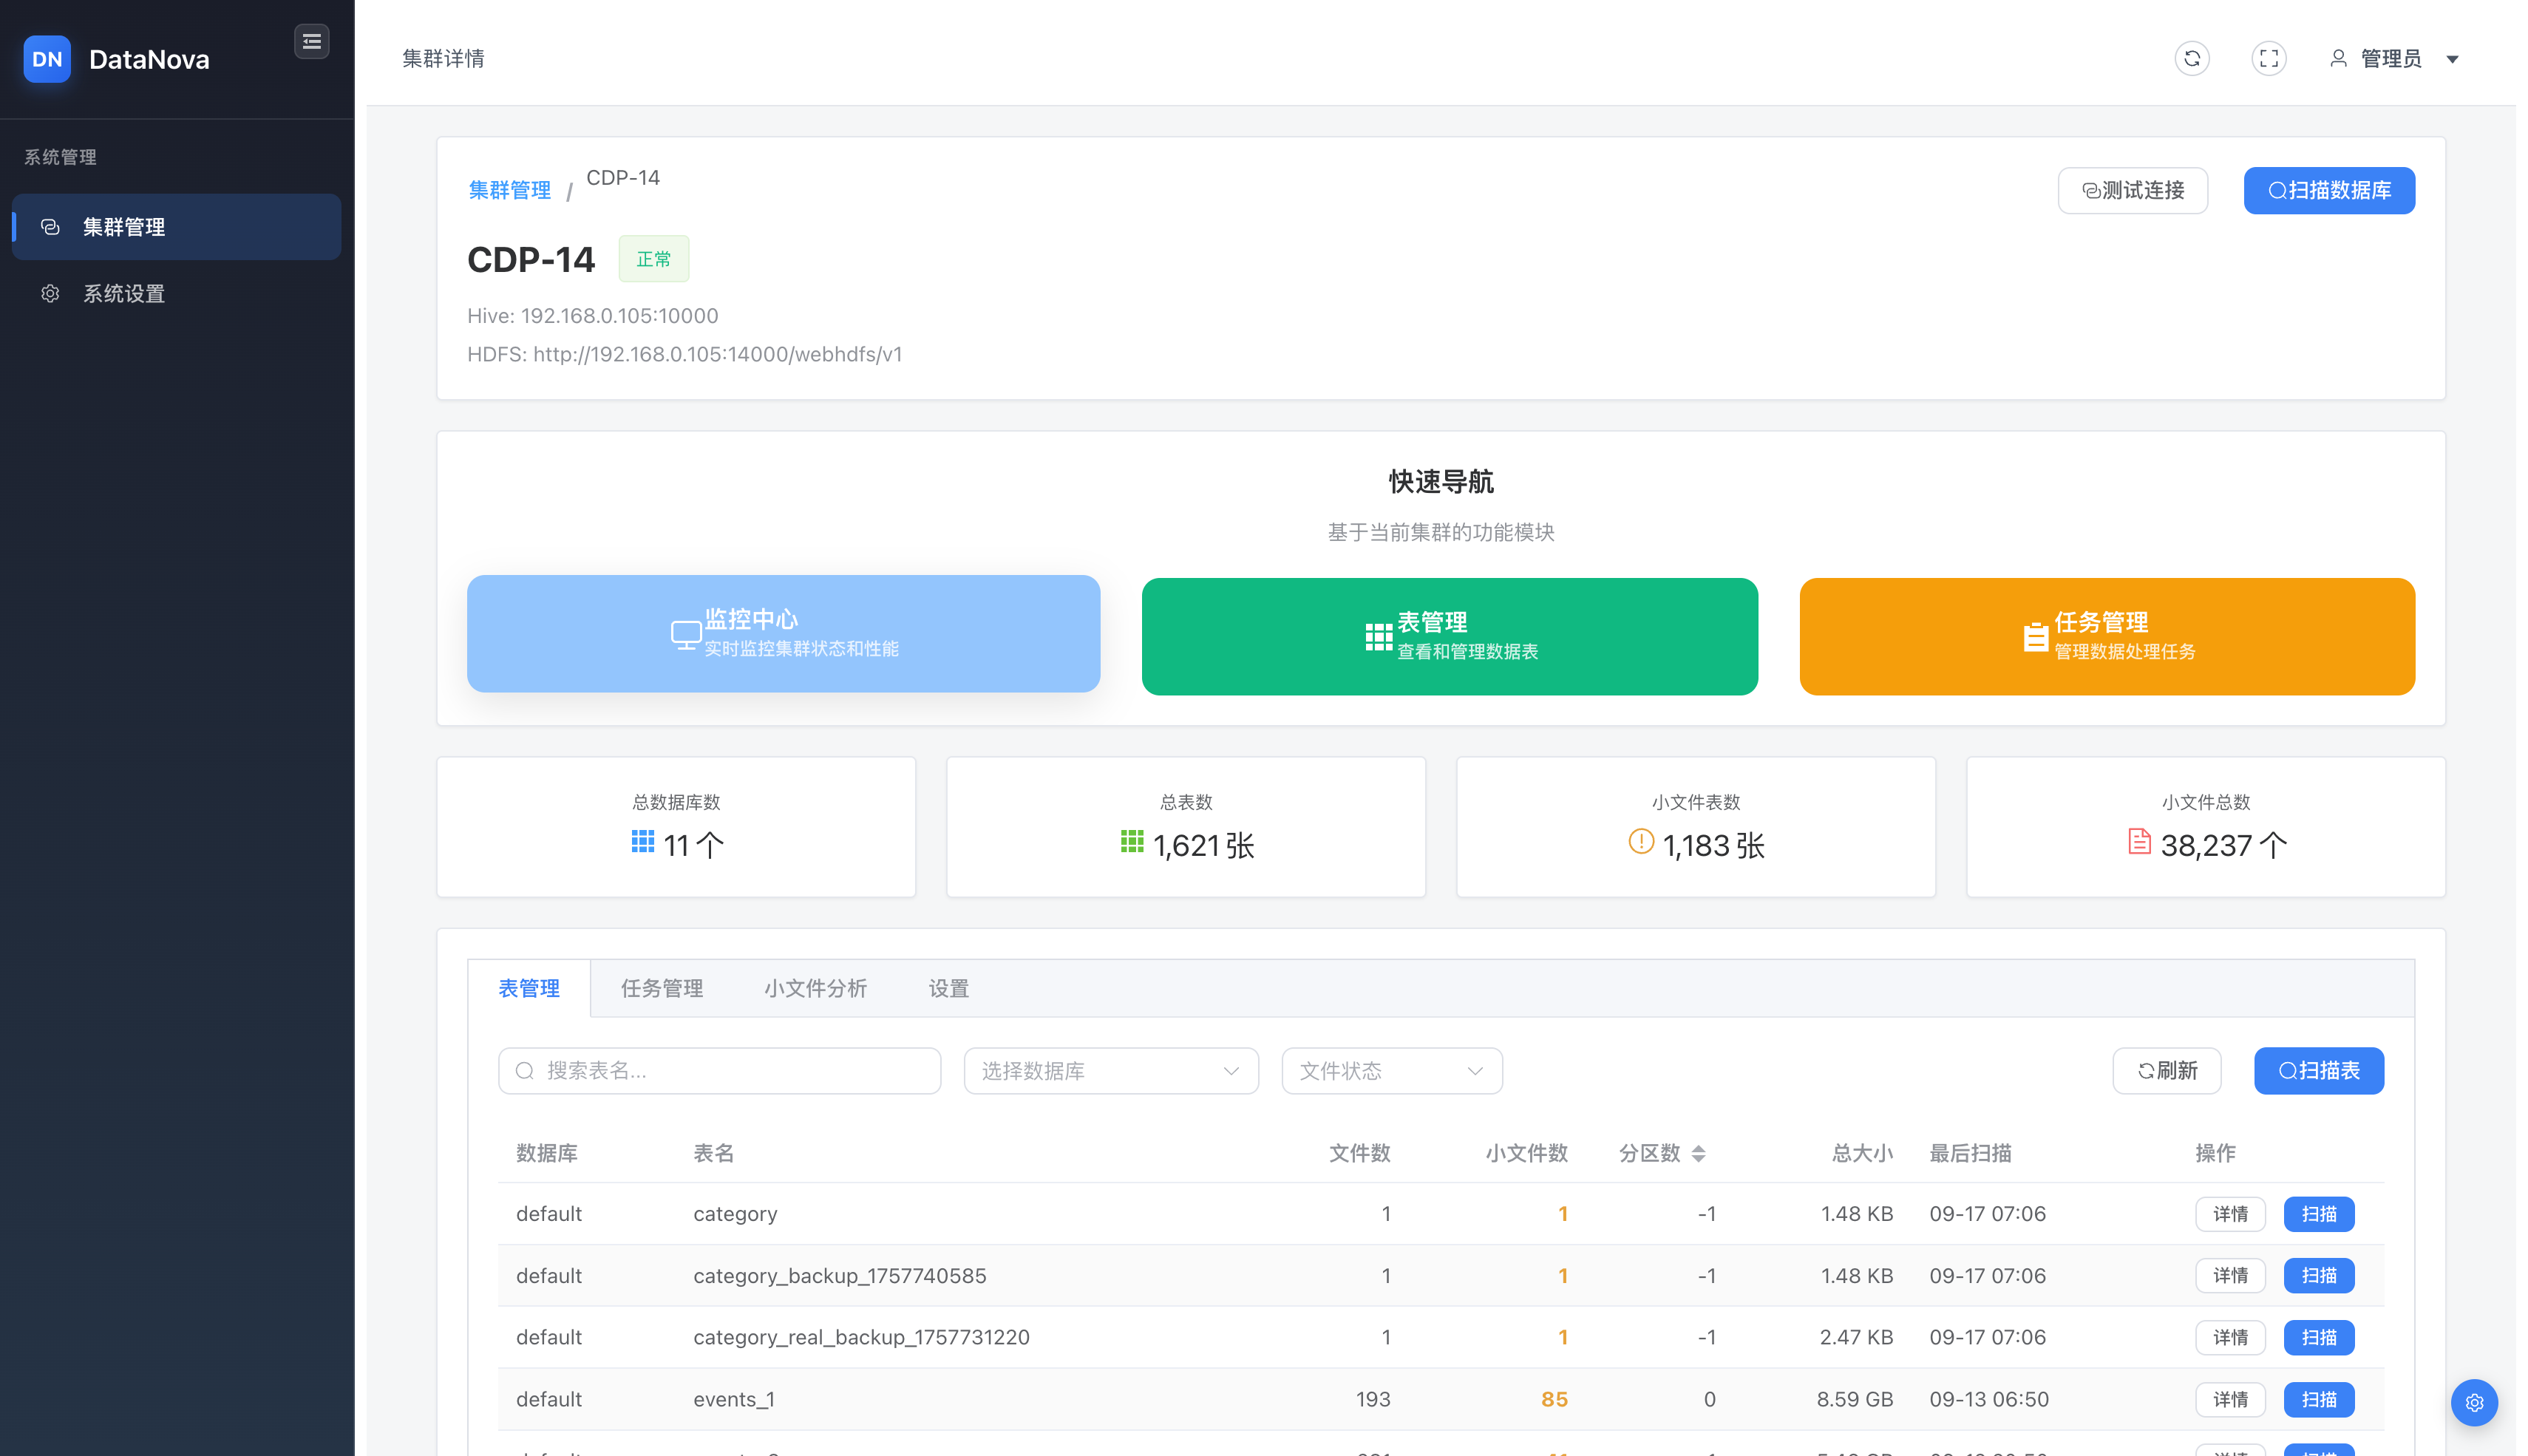 DN DataNova
系统管理
集群管理
系统设置
集群详情
管理员
集群管理 / CDP-14
测试连接
扫描数据库
CDP-14 正常
Hive: 192.168.0.105:10000
HDFS: http://192.168.0.105:14000/webhdfs/v1
快速导航
基于当前集群的功能模块
监控中心
实时监控集群状态和性能
表管理
查看和管理数据表
任务管理
管理数据处理任务
总数据库数
11 个
总表数
1,621 张
小文件表数
1,183 张
小文件总数
38,237 个
表管理 任务管理 小文件分析 设置
搜索表名... 选择数据库 文件状态 刷新 扫描表
数据库 表名 文件数 小文件数 分区数 总大小 最后扫描 操作
default category 1 1 -1 1.48 KB 09-17 07:06 详情 扫描
default category_backup_1757740585 1 1 -1 1.48 KB 09-17 07:06 详情 扫描
default category_real_backup_1757731220 1 1 -1 2.47 KB 09-17 07:06 详情 扫描
default events_1 193 85 0 8.59 GB 09-13 06:50 详情 扫描